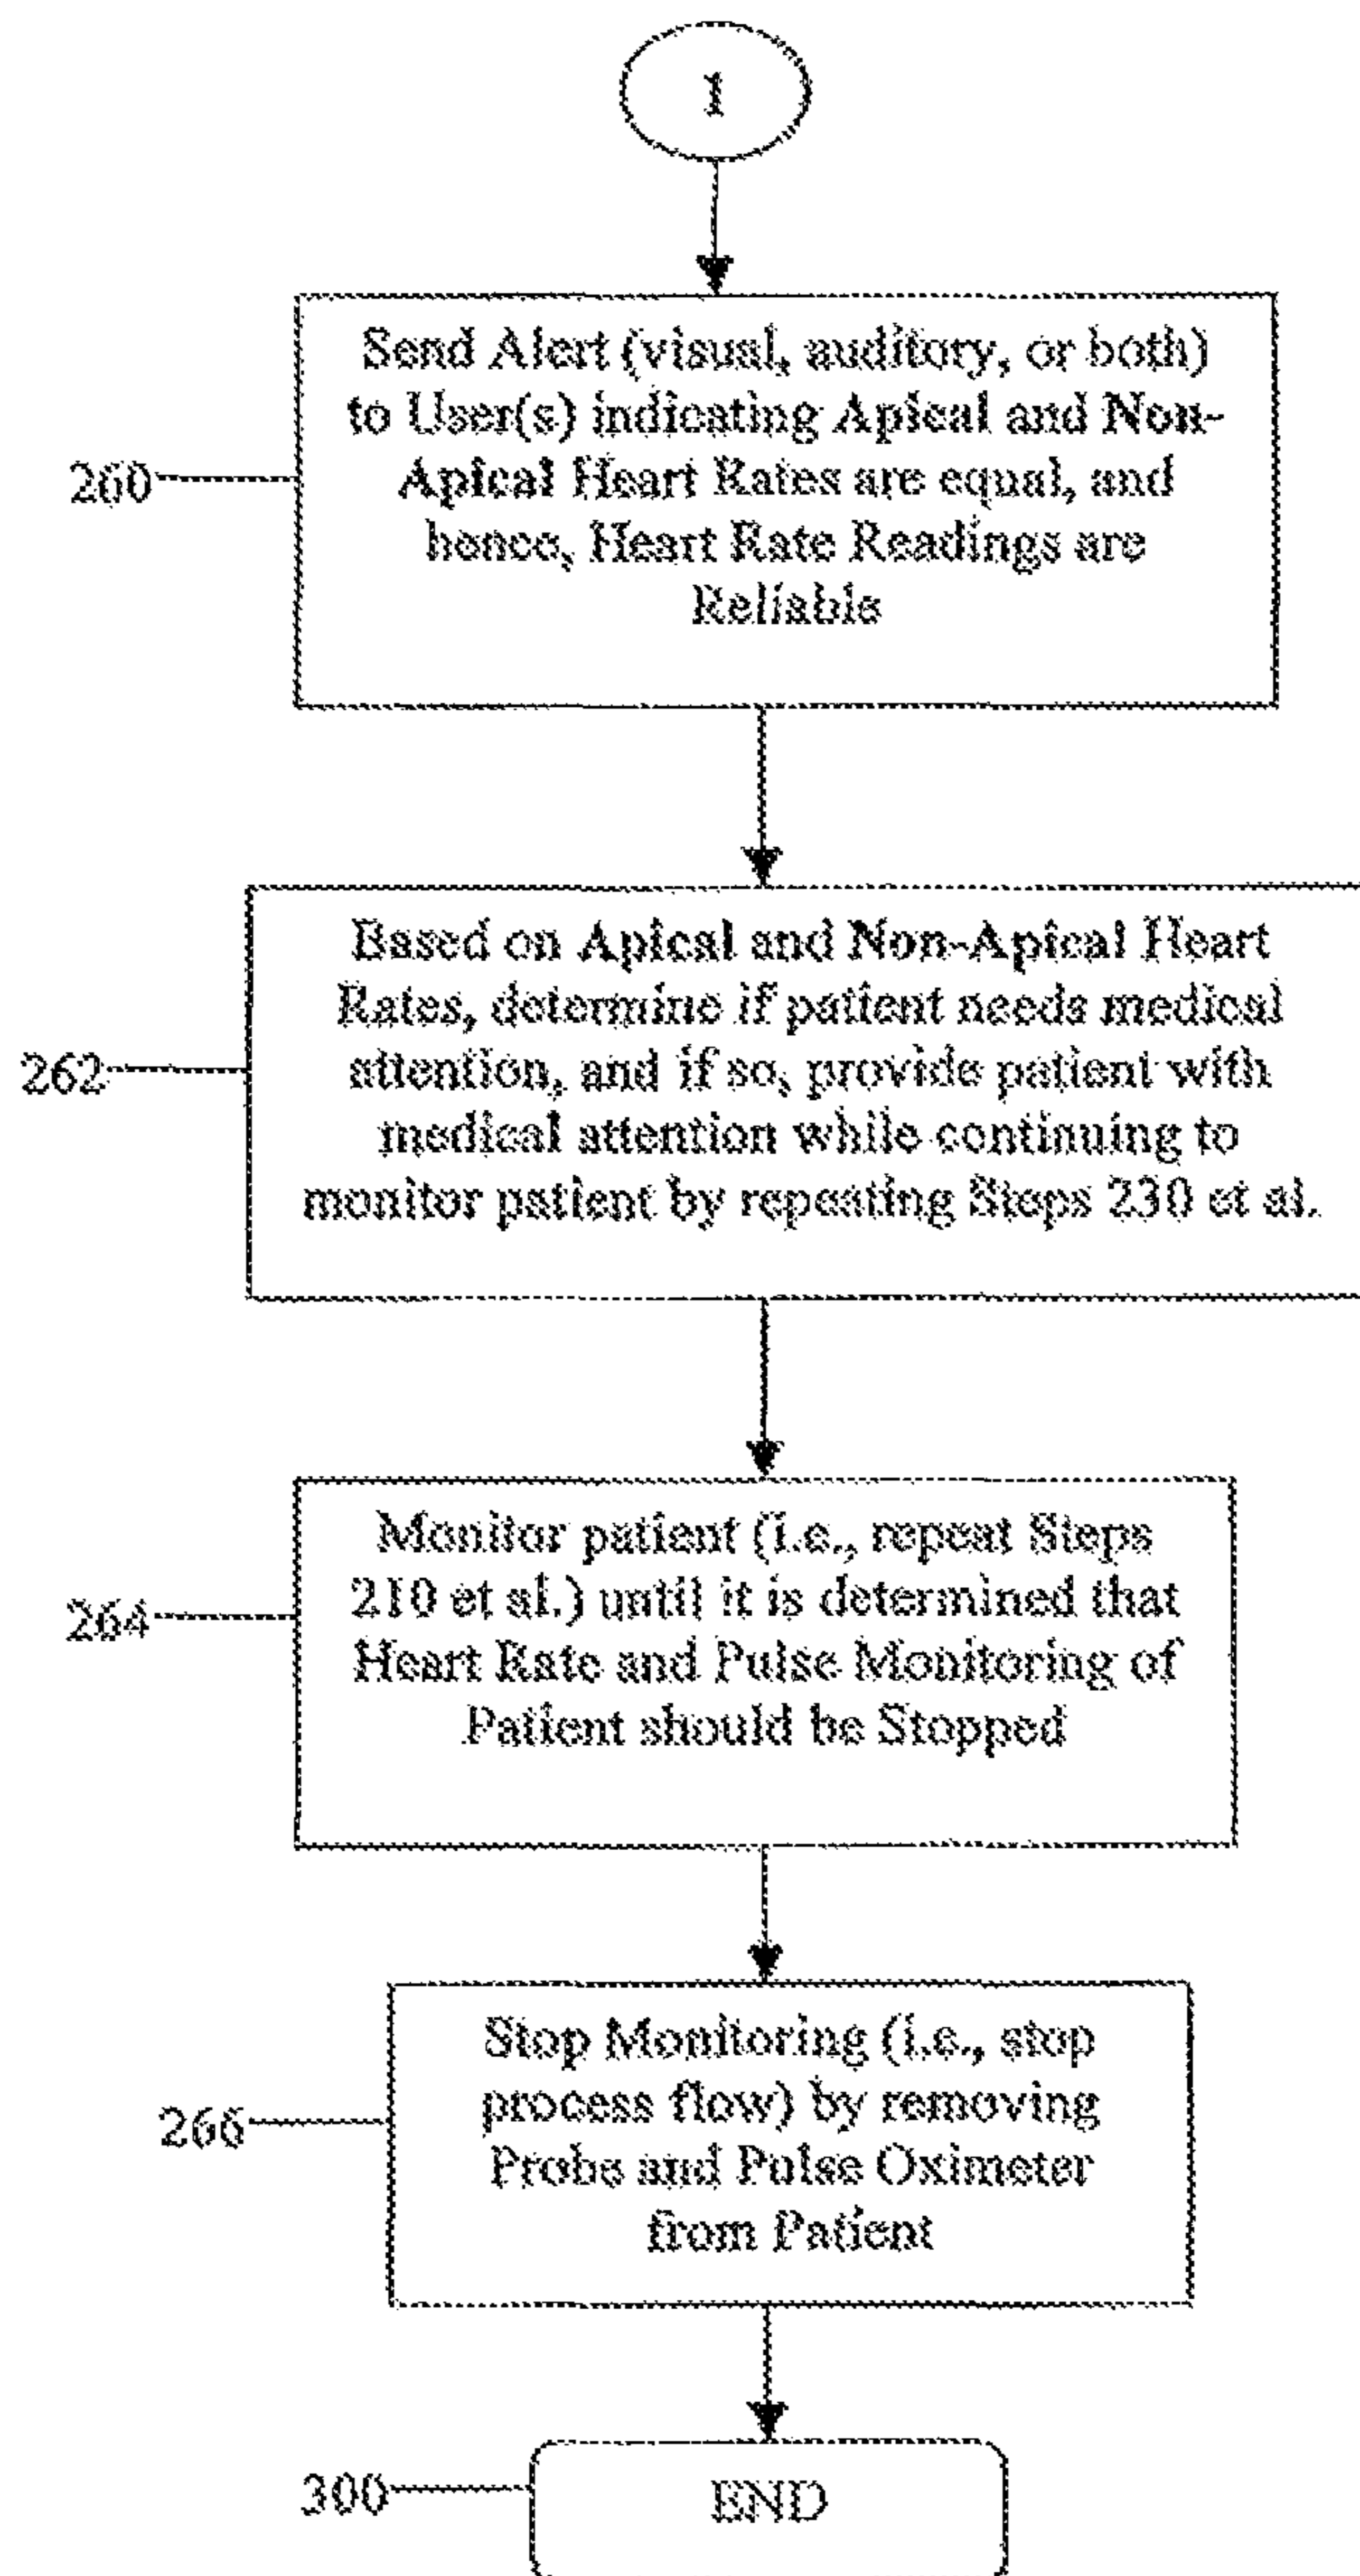 1
Send Alert (visual, auditory, or both)
to User(s) indicating Apical and Non-
Apical Heart Rates are equal, and
hence, Heart Rate Readings are
Reliable
260
Based on Apical and Non-Apical Heart
Rates, determine if patient needs medical
attention, and if so, provide patient with
medical attention while continuing to
monitor patient by repeating Steps 230 et al.
262
Monitor patient (i.e., repeat Steps
210 et al.) until it is determined that
Heart Rate and Pulse Monitoring of
Patient should be Stopped
264
Stop Monitoring (i.e., stop
process flow) by removing
Probe and Pulse Oximeter
from Patient
266
300
END